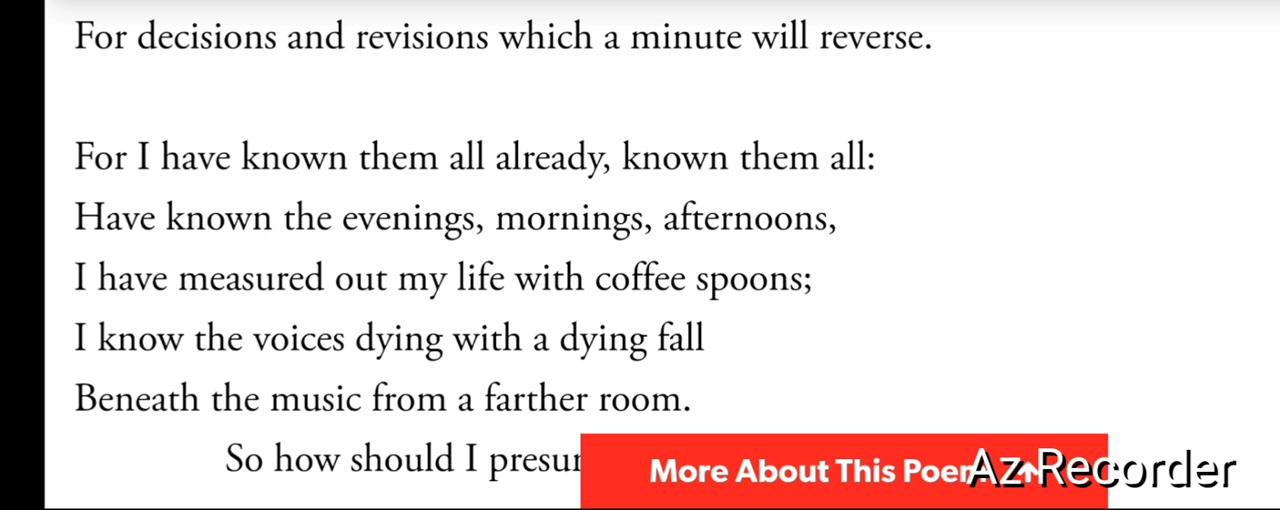 For decisions and revisions which a minute will reverse.
For I have known them all already, known them all:
Have known the evenings, mornings, afternoons,
I have measured out my life with coffee spoons;
I know the voices dying with a dying fall
Beneath the music from a farther room.
So how should I
More About This
Az Recorder